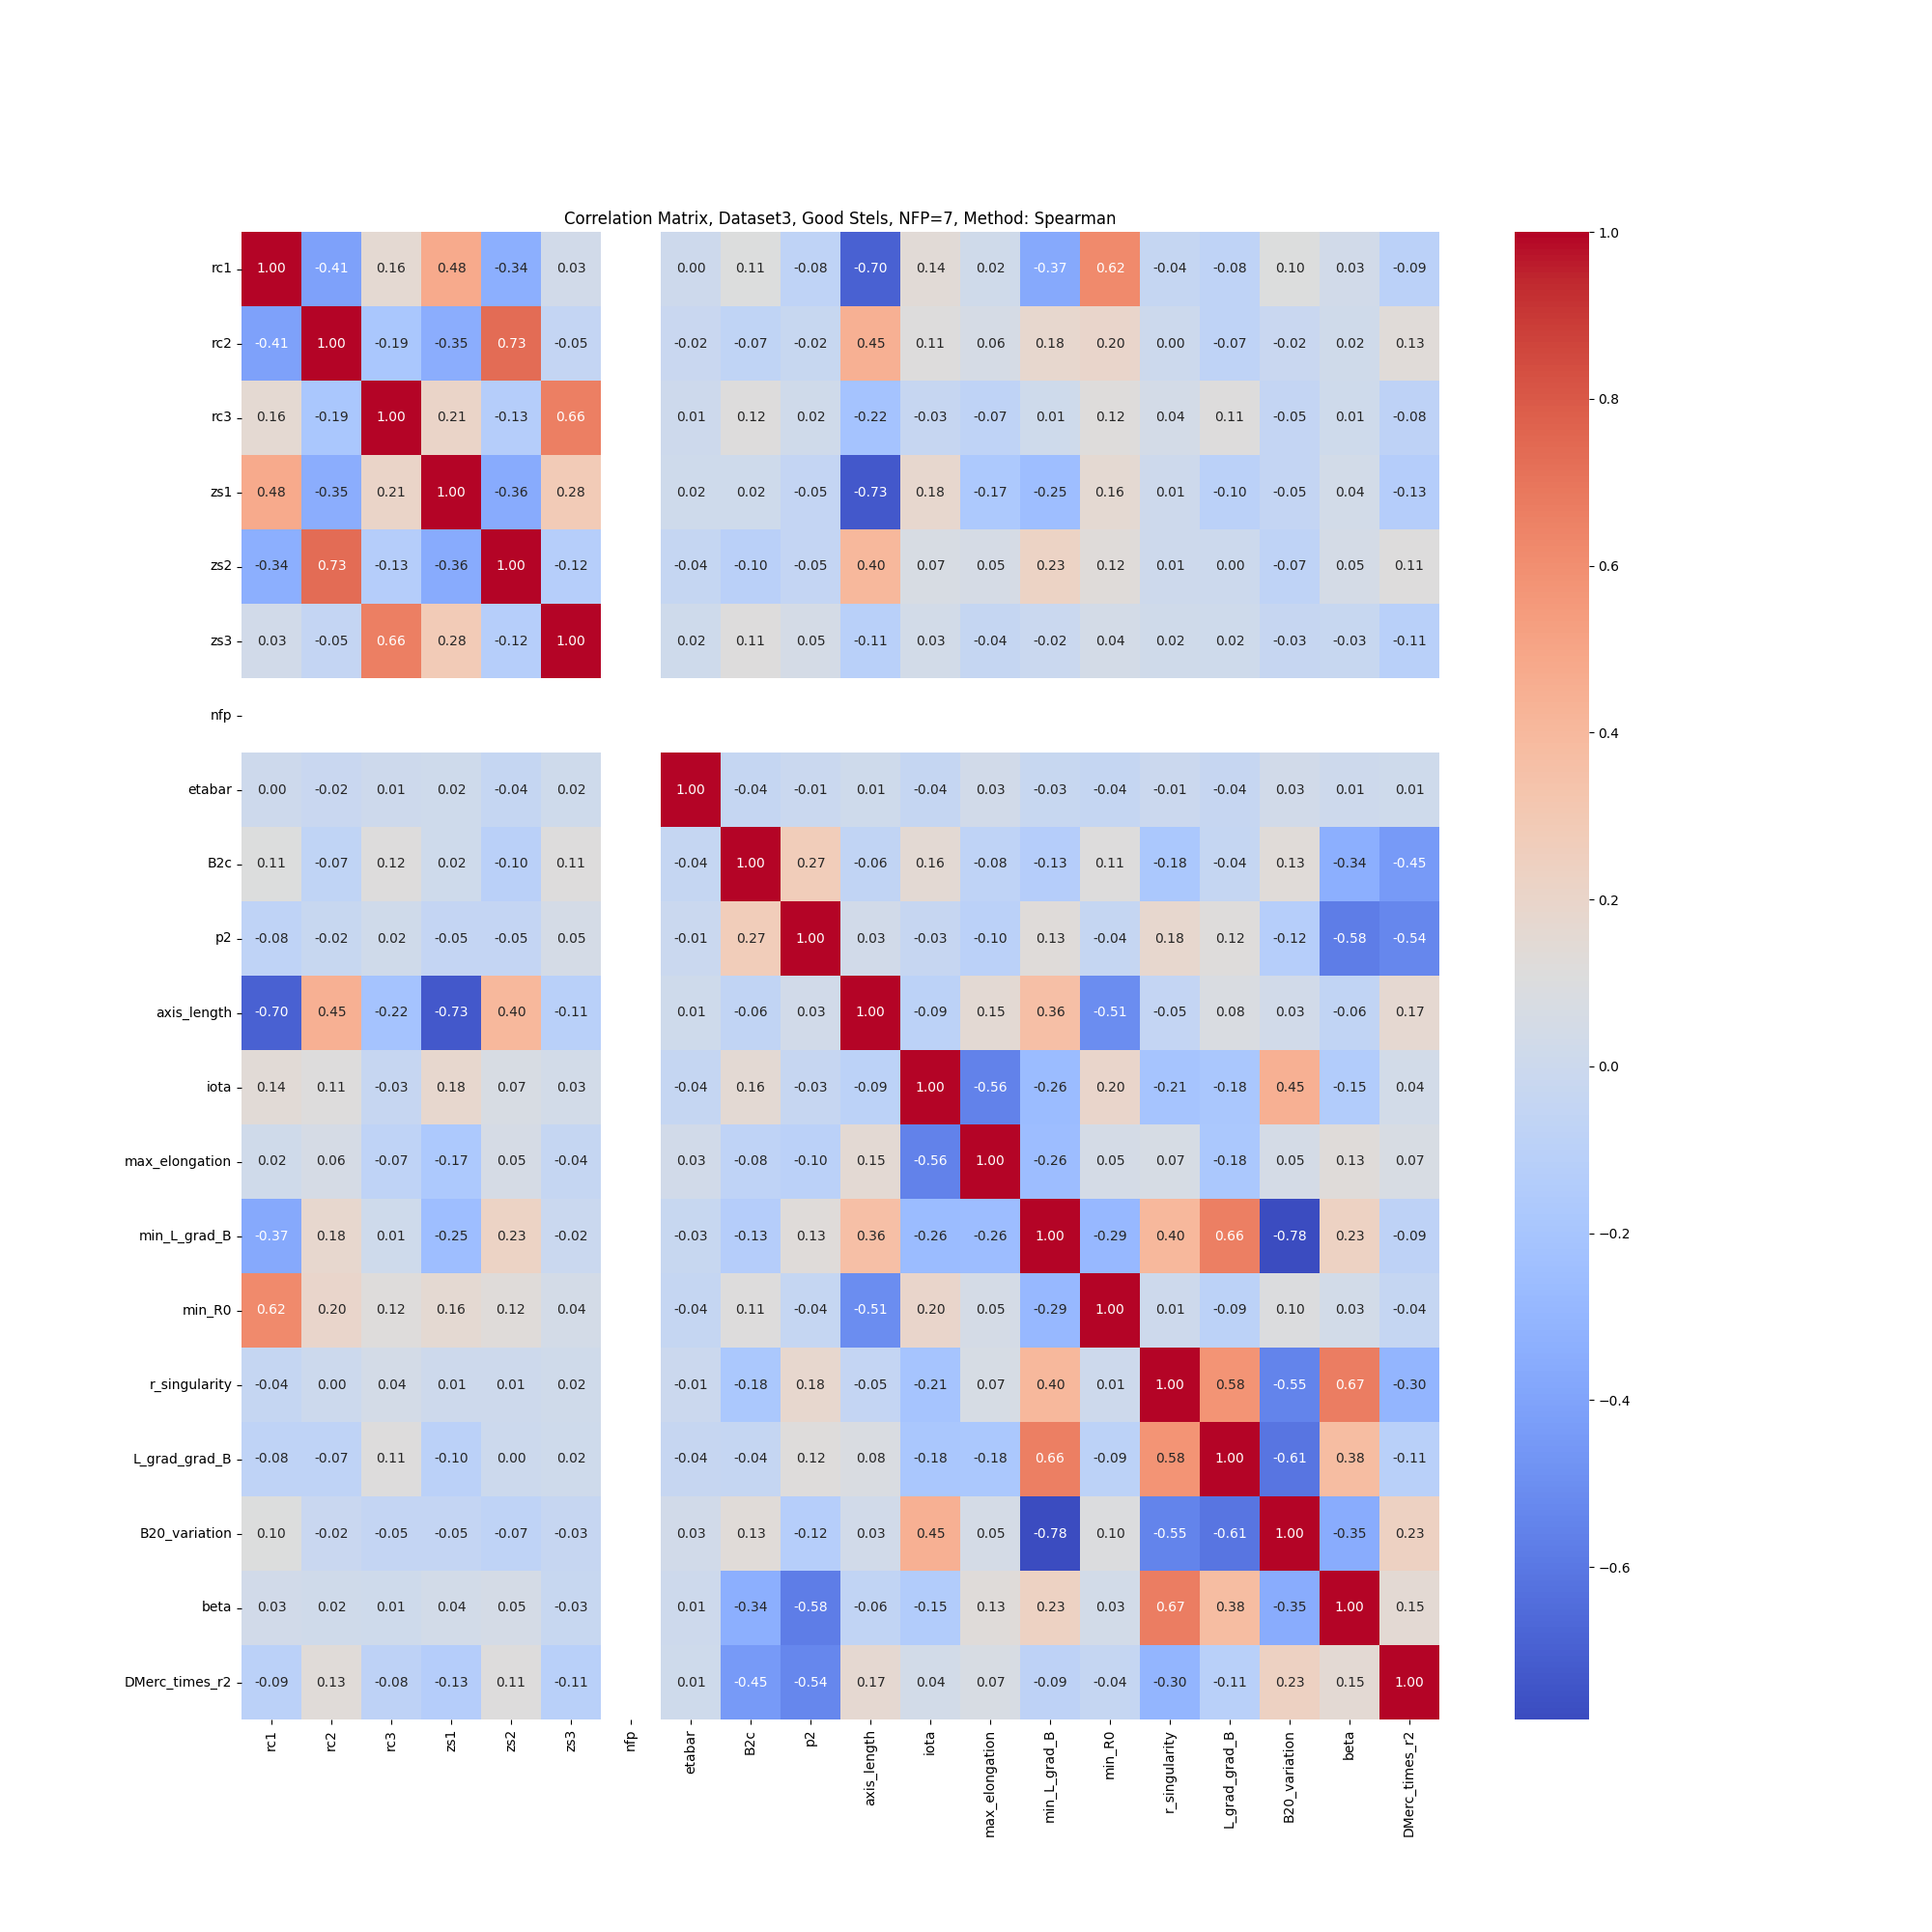 Correlation Matrix, Dataset3, Good Stels, NFP=7, Method: Spearman
rc1 1.00 -0.41 0.16 0.48 -0.34 0.03 0.00 0.11 -0.08 -0.70 0.14 0.02 -0.37 0.62 -0.04 -0.08 0.10 0.03 -0.09
rc2 -0.41 1.00 -0.19 -0.35 0.73 -0.05 -0.02 -0.07 -0.02 0.45 0.11 0.06 0.18 0.20 0.00 -0.07 -0.02 0.02 0.13
rc3 0.16 -0.19 1.00 0.21 -0.13 0.66 0.01 0.12 0.02 -0.22 -0.03 -0.07 0.01 0.12 0.04 0.11 -0.05 0.01 -0.08
zs1 0.48 -0.35 0.21 1.00 -0.36 0.28 0.02 0.02 -0.05 -0.73 0.18 -0.17 -0.25 0.16 0.01 -0.10 -0.05 0.04 -0.13
zs2 -0.34 0.73 -0.13 -0.36 1.00 -0.12 -0.04 -0.10 -0.05 0.40 0.07 0.05 0.23 0.12 0.01 0.00 -0.07 0.05 0.11
zs3 0.03 -0.05 0.66 0.28 -0.12 1.00 0.02 0.11 0.05 -0.11 0.03 -0.04 -0.02 0.04 0.02 0.02 -0.03 -0.03 -0.11
nfp
etabar 0.00 -0.02 0.01 0.02 -0.04 0.02 1.00 -0.04 -0.01 0.01 -0.04 0.03 -0.03 -0.04 -0.01 -0.04 0.03 0.01 0.01
B2c 0.11 -0.07 0.12 0.02 -0.10 0.11 -0.04 1.00 0.27 -0.06 0.16 -0.08 -0.13 0.11 -0.18 -0.04 0.13 -0.34 -0.45
p2 -0.08 -0.02 0.02 -0.05 -0.05 0.05 -0.01 0.27 1.00 0.03 -0.03 -0.10 0.13 -0.04 0.18 0.12 -0.12 -0.58 -0.54
axis_length -0.70 0.45 -0.22 -0.73 0.40 -0.11 0.01 -0.06 0.03 1.00 -0.09 0.15 0.36 -0.51 -0.05 0.08 0.03 -0.06 0.17
iota 0.14 0.11 -0.03 0.18 0.07 0.03 -0.04 0.16 -0.03 -0.09 1.00 -0.56 -0.26 0.20 -0.21 -0.18 0.45 -0.15 0.04
max_elongation 0.02 0.06 -0.07 -0.17 0.05 -0.04 0.03 -0.08 -0.10 0.15 -0.56 1.00 -0.26 0.05 0.07 -0.18 0.05 0.13 0.07
min_L_grad_B -0.37 0.18 0.01 -0.25 0.23 -0.02 -0.03 -0.13 0.13 0.36 -0.26 -0.26 1.00 -0.29 0.40 0.66 -0.78 0.23 -0.09
min_R0 0.62 0.20 0.12 0.16 0.12 0.04 -0.04 0.11 -0.04 -0.51 0.20 0.05 -0.29 1.00 0.01 -0.09 0.10 0.03 -0.04
r_singularity -0.04 0.00 0.04 0.01 0.01 0.02 -0.01 -0.18 0.18 -0.05 -0.21 0.07 0.40 0.01 1.00 0.58 -0.55 0.67 -0.30
L_grad_grad_B -0.08 -0.07 0.11 -0.10 0.00 0.02 -0.04 -0.04 0.12 0.08 -0.18 -0.18 0.66 -0.09 0.58 1.00 -0.61 0.38 -0.11
B20_variation 0.10 -0.02 -0.05 -0.05 -0.07 -0.03 0.03 0.13 -0.12 0.03 0.45 0.05 -0.78 0.10 -0.55 -0.61 1.00 -0.35 0.23
beta 0.03 0.02 0.01 0.04 0.05 -0.03 0.01 -0.34 -0.58 -0.06 -0.15 0.13 0.23 0.03 0.67 0.38 -0.35 1.00 0.15
DMerc_times_r2 -0.09 0.13 -0.08 -0.13 0.11 -0.11 0.01 -0.45 -0.54 0.17 0.04 0.07 -0.09 -0.04 -0.30 -0.11 0.23 0.15 1.00
rc1 rc2 rc3 zs1 zs2 zs3 nfp etabar B2c p2 axis_length iota max_elongation min_L_grad_B min_R0 r_singularity L_grad_grad_B B20_variation beta DMerc_times_r2
1.0
0.8
0.6
0.4
0.2
0.0
−0.2
−0.4
−0.6